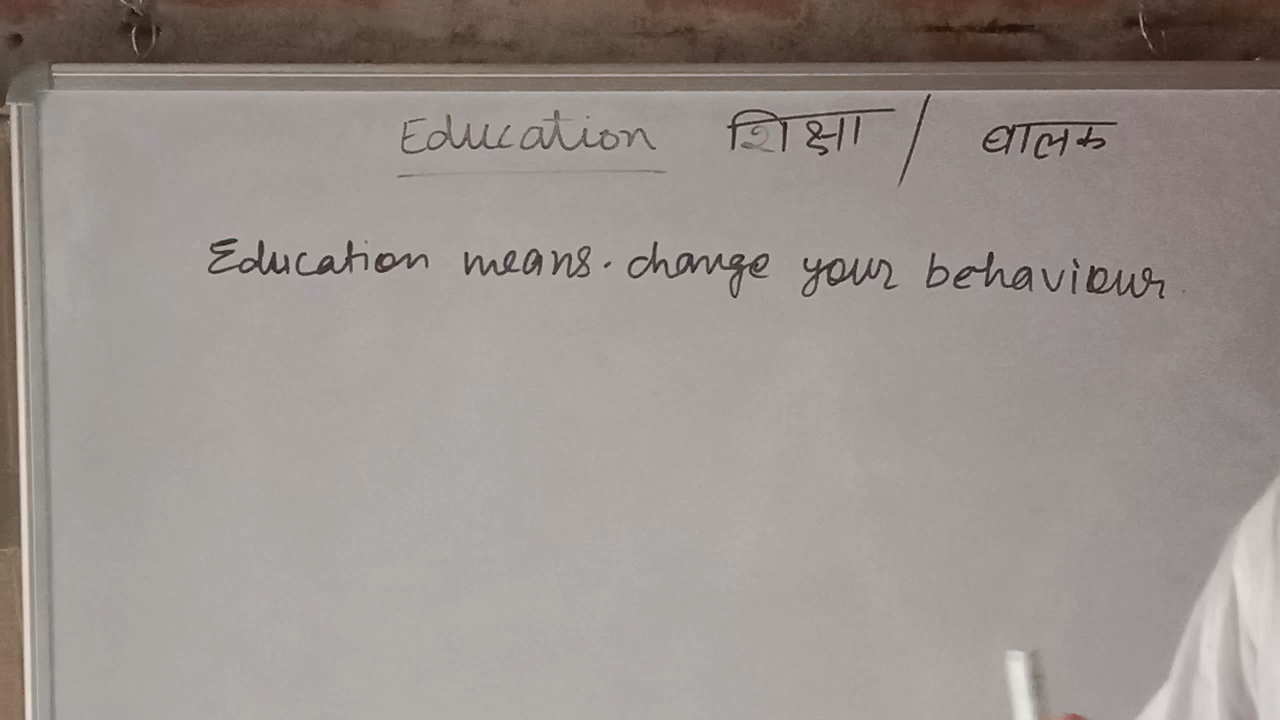 Education शिक्षा / बालक
Education means. change your behaviour